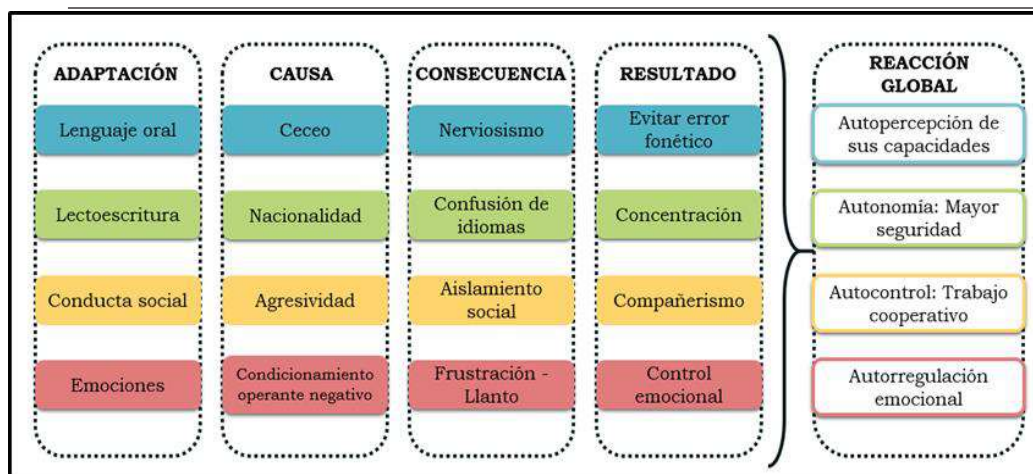 ADAPTACIÓN
Lenguaje oral
Lectoescritura
Conducta social
Emociones
CAUSA
Ceceo
Nacionalidad
Agresividad
Condicionamiento
operante negativo
CONSECUENCIA
Nerviosismo
Confusión de
idiomas
Aislamiento
social
Frustración -
Llanto
RESULTADO
Evitar error
fonético
Concentración
Compañerismo
Control
emocional
REACCIÓN
GLOBAL
Autopercepción de
sus capacidades
Autonomía: Mayor
seguridad
Autocontrol: Trabajo
cooperativo
Autorregulación
emocional